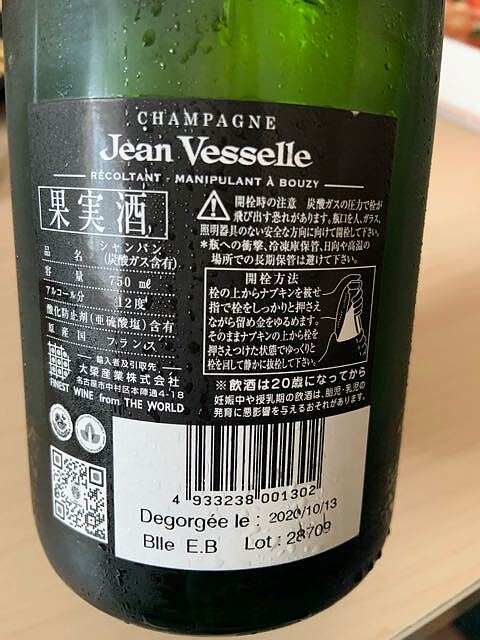 CHAMPAGNE
Jean Vesselle
RÉCOLTANT - MANIPULANT À BOUZY
果実酒
品名 シャンパン
(炭酸ガス含有)
容量 750㎖
アルコール分 12度
酸化防止剤(亜硫酸塩)含有
原産国 フランス
輸入者及引取先
大榮産業株式会社
名古屋市中村区本陣通4-18
FINEST WINE from THE WORLD
開栓時の注意 炭酸ガスの圧力で栓が
飛び出す恐れがあります。瓶口を人、ガラス、
照明器具のない安全な方向に向けて開栓して下さい。
*瓶への衝撃、冷凍庫保管、日向や高温の
場所での長期保管は避けて下さい。
開栓方法
栓の上からナプキンを被せ
指で栓をしっかりと押さえ
ながら留め金をゆるめます。
そのままナプキンの上から栓を
押さえつけた状態でゆっくりと
栓を回して静かに抜栓して下さい。
※飲酒は20歳になってから
妊娠中や授乳期の飲酒は、胎児・乳児の
発育に悪影響を与えるおそれがあります。
4 933238 001302
Degorgée le : 2020/10/13
Blle E.B Lot : 28709